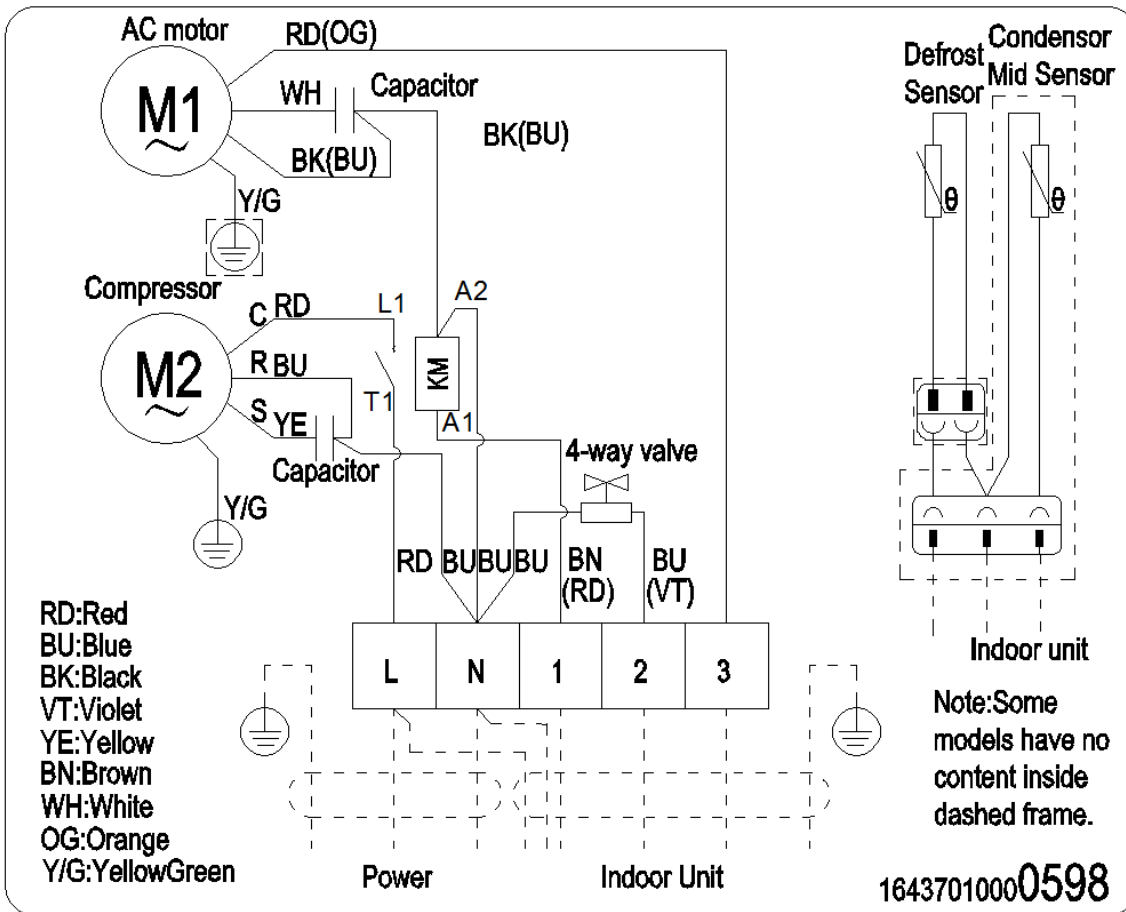 AC motor
RD(OG)
M1
WH
Capacitor
BK(BU)
BK(BU)
Y/G
Defrost
Sensor
Condensor
Mid Sensor
θ
θ
Compressor
C RD
L1
A2
M2
R BU
KM
T1
S YE
A1
Capacitor
4-way valve
Y/G
RD BU BU BU BN
(RD)
BU
(VT)
L N 1 2 3
RD:Red
BU:Blue
BK:Black
VT:Violet
YE:Yellow
BN:Brown
WH:White
OG:Orange
Y/G:YellowGreen
Power
Indoor Unit
Indoor unit
Note:Some
models have no
content inside
dashed frame.
16437010000598